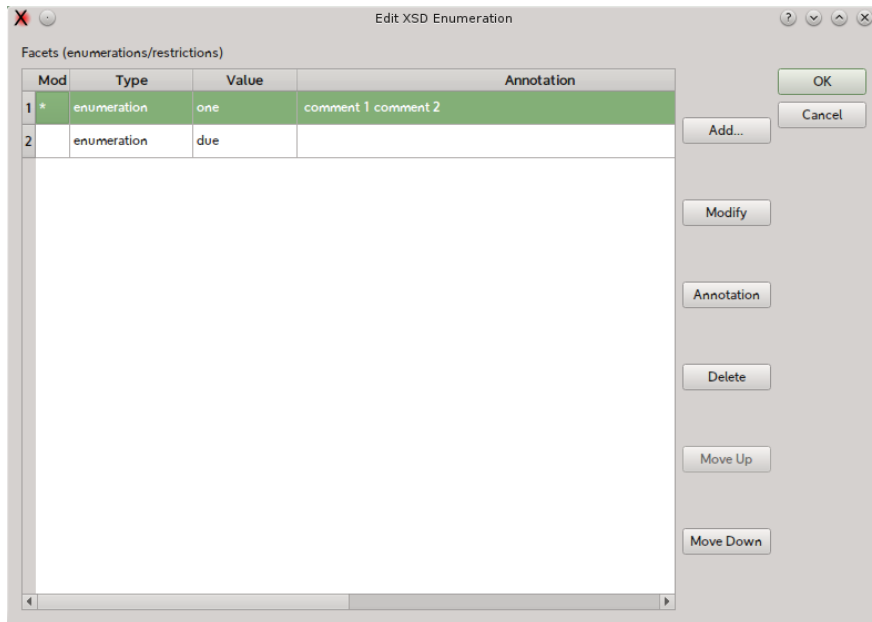 Edit XSD Enumeration
Facets (enumerations/restrictions)
Mod Type Value Annotation
1 * enumeration one comment 1 comment 2
2 enumeration due
OK
Cancel
Add...
Modify
Annotation
Delete
Move Up
Move Down